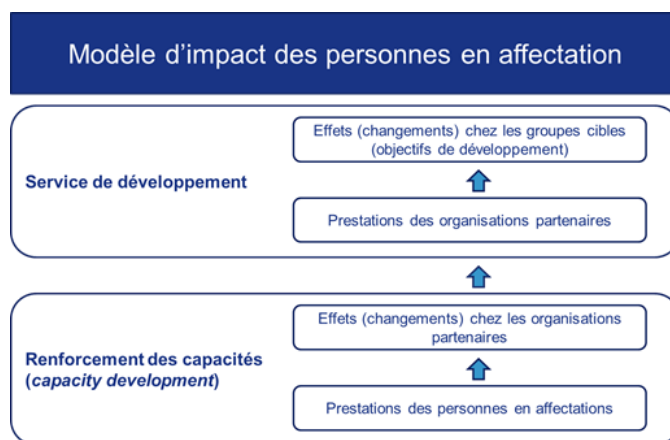 Modèle d'impact des personnes en affectation
Effets (changements) chez les groupes cibles
(objectifs de développement)
Service de développement
Prestations des organisations partenaires
Effets (changements) chez les organisations
partenaires
Renforcement des capacités
(capacity development)
Prestations des personnes en affectations